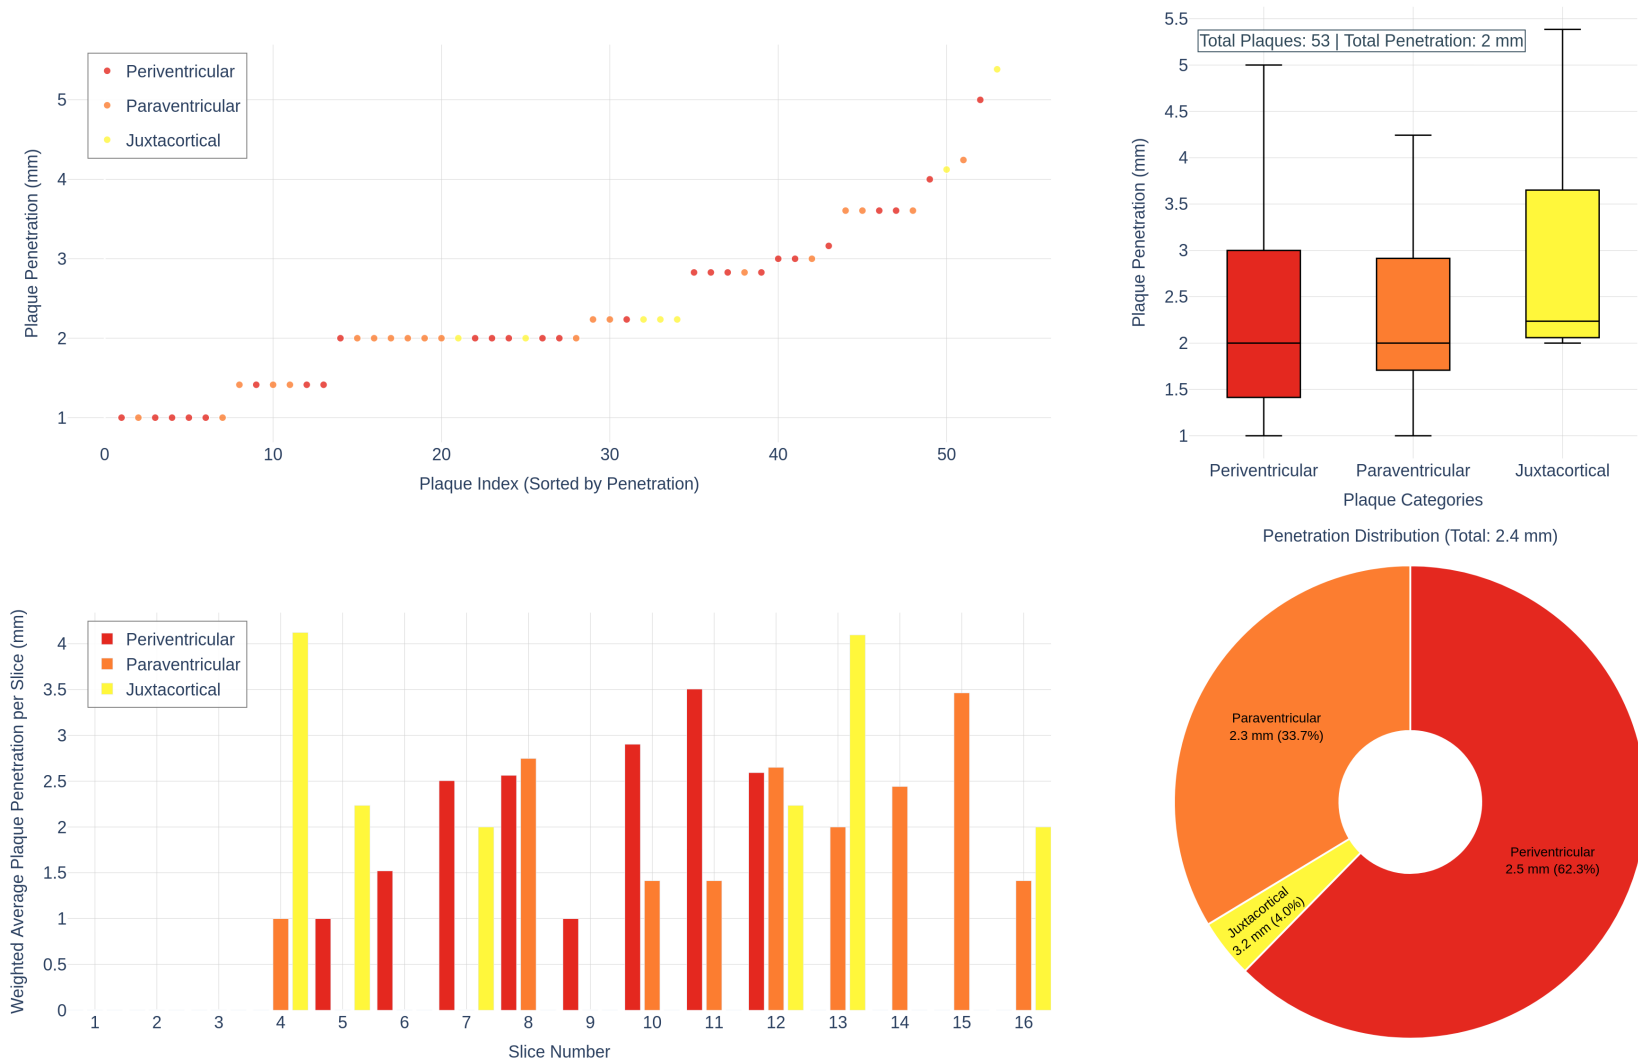 Periventricular
Paraventricular
Juxtacortical
Plaque Penetration (mm)
5
4
3
2
1
0
10
20
30
40
50
Plaque Index (Sorted by Penetration)
Total Plaques: 53 | Total Penetration: 2 mm
Plaque Penetration (mm)
5.5
5
4.5
4
3.5
3
2.5
2
1.5
1
Periventricular
Paraventricular
Juxtacortical
Plaque Categories
Periventricular
Paraventricular
Juxtacortical
Weighted Average Plaque Penetration per Slice (mm)
4
3.5
3
2.5
2
1.5
1
0.5
0
1
2
3
4
5
6
7
8
9
10
11
12
13
14
15
16
Slice Number
Penetration Distribution (Total: 2.4 mm)
Paraventricular
2.3 mm (33.7%)
Periventricular
2.5 mm (62.3%)
Juxtacortical
3.2 mm (4.0%)